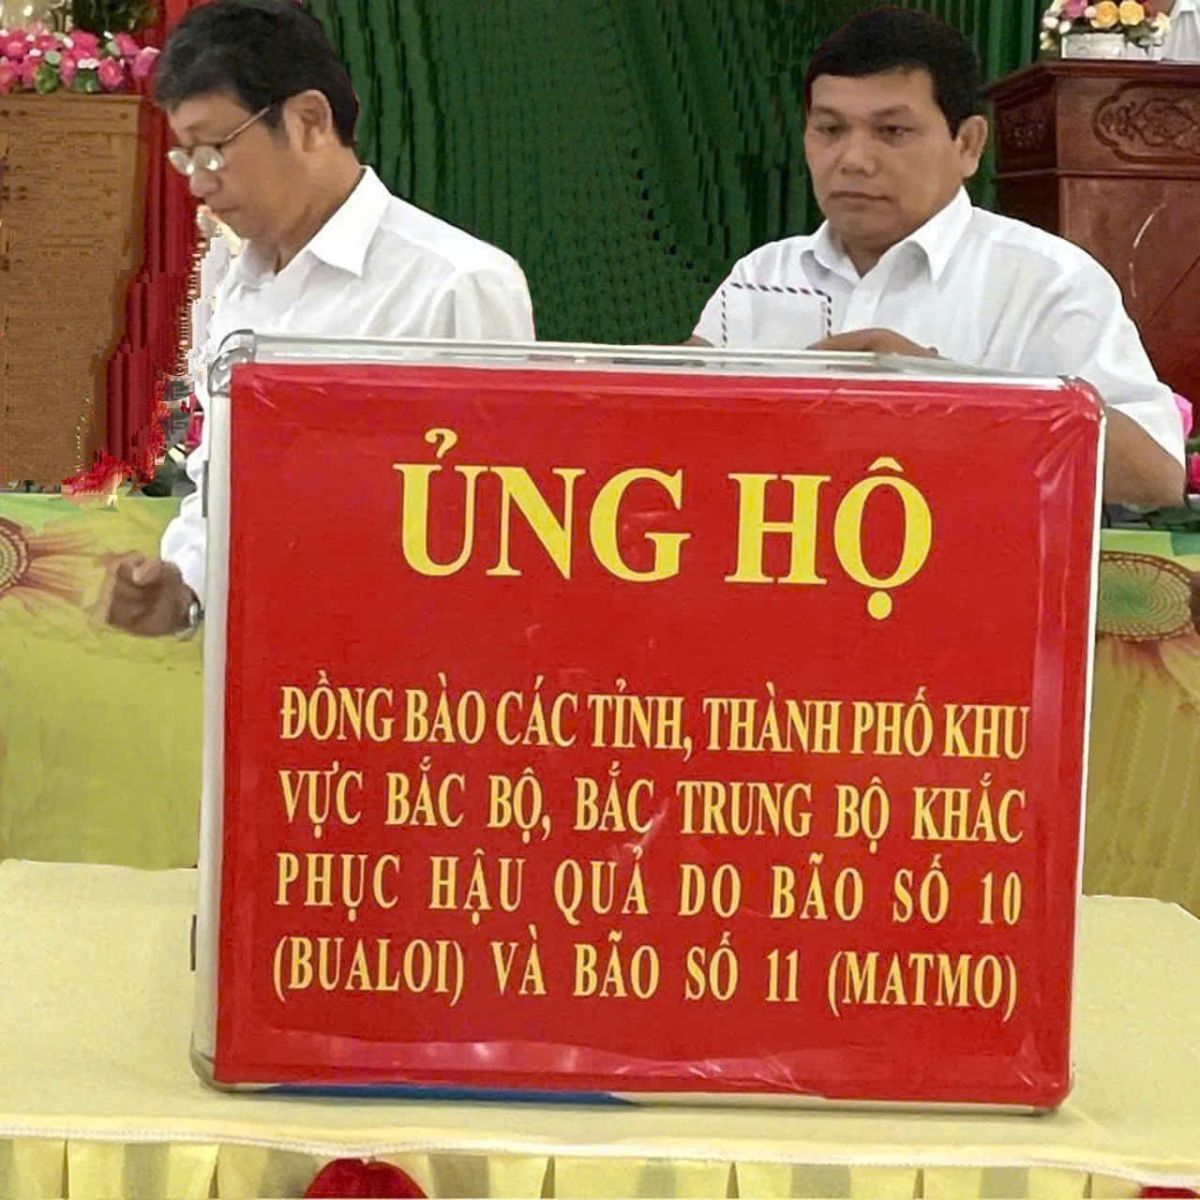 ỦNG HỘ
ĐỒNG BÀO CÁC TỈNH, THÀNH PHỐ KHU
VỰC BẮC BỘ, BẮC TRUNG BỘ KHẮC
PHỤC HẬU QUẢ DO BÃO SỐ 10
(BUALOI) VÀ BÃO SỐ 11 (MATMO)